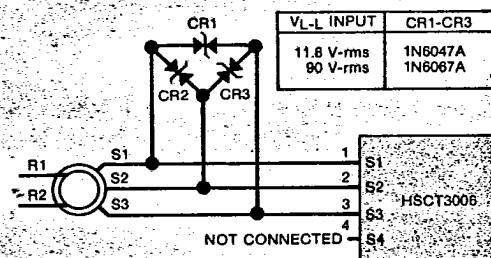 CR1
CR2
CR3
VL-L INPUT CR1-CR3
11.8 V-rms 1N6047A
90 V-rms 1N6067A
R1
R2
S1
S2
S3
1 S1
2 S2
3 S3
4 S4
NOT CONNECTED
HSCT3006